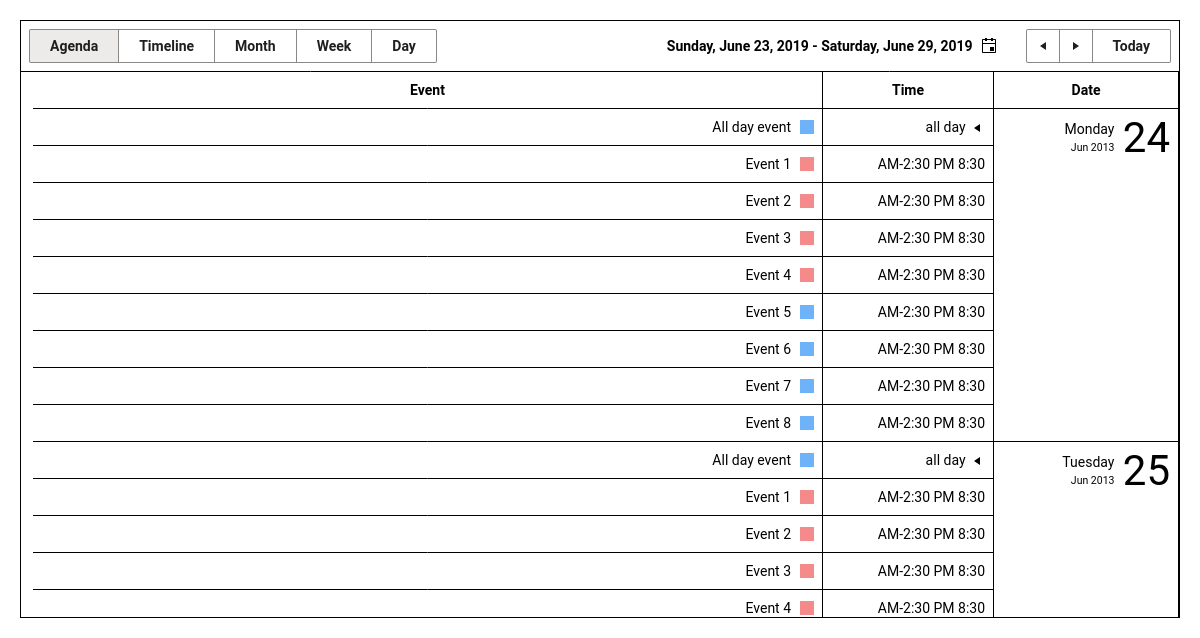 Agenda Timeline Month Week Day Sunday, June 23, 2019 - Saturday, June 29, 2019 Today
Event Time Date
All day event all day Monday 24
Jun 2013
Event 1 AM-2:30 PM 8:30
Event 2 AM-2:30 PM 8:30
Event 3 AM-2:30 PM 8:30
Event 4 AM-2:30 PM 8:30
Event 5 AM-2:30 PM 8:30
Event 6 AM-2:30 PM 8:30
Event 7 AM-2:30 PM 8:30
Event 8 AM-2:30 PM 8:30
All day event all day Tuesday 25
Jun 2013
Event 1 AM-2:30 PM 8:30
Event 2 AM-2:30 PM 8:30
Event 3 AM-2:30 PM 8:30
Event 4 AM-2:30 PM 8:30